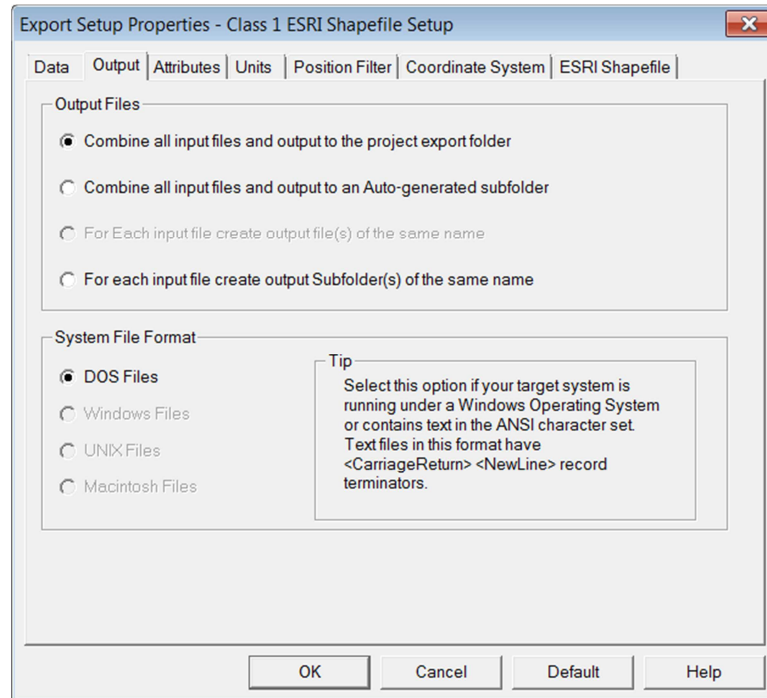 Export Setup Properties - Class 1 ESRI Shapefile Setup
Data Output Attributes Units Position Filter Coordinate System ESRI Shapefile
Output Files
Combine all input files and output to the project export folder
Combine all input files and output to an Auto-generated subfolder
For Each input file create output file(s) of the same name
For each input file create output Subfolder(s) of the same name
System File Format
DOS Files
Windows Files
UNIX Files
Macintosh Files
Tip
Select this option if your target system is
running under a Windows Operating System
or contains text in the ANSI character set.
Text files in this format have
<CarriageReturn> <NewLine> record
terminators.
OK Cancel Default Help